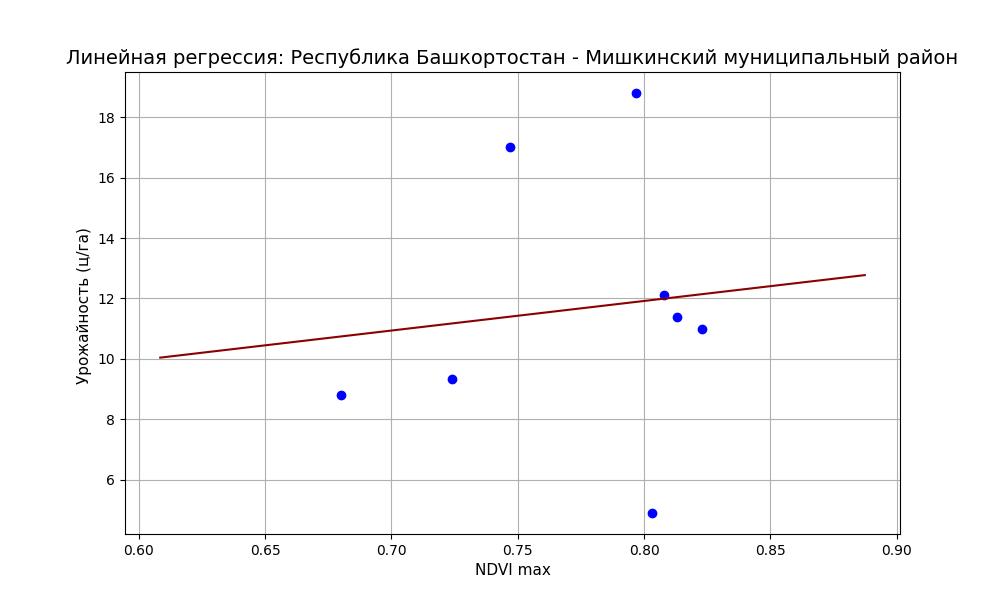 Линейная регрессия: Республика Башкортостан - Мишкинский муниципальный район
18
16
14
12
10
8
6
Урожайность (ц/га)
0.60 0.65 0.70 0.75 0.80 0.85 0.90
NDVI max